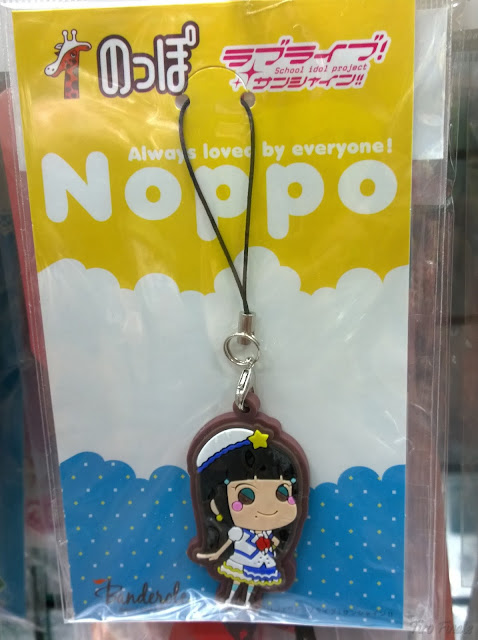 のっぽ
ラブライブ!
School idol project
サンシャイン!!
Always loved by everyone!
Noppo
Banderole